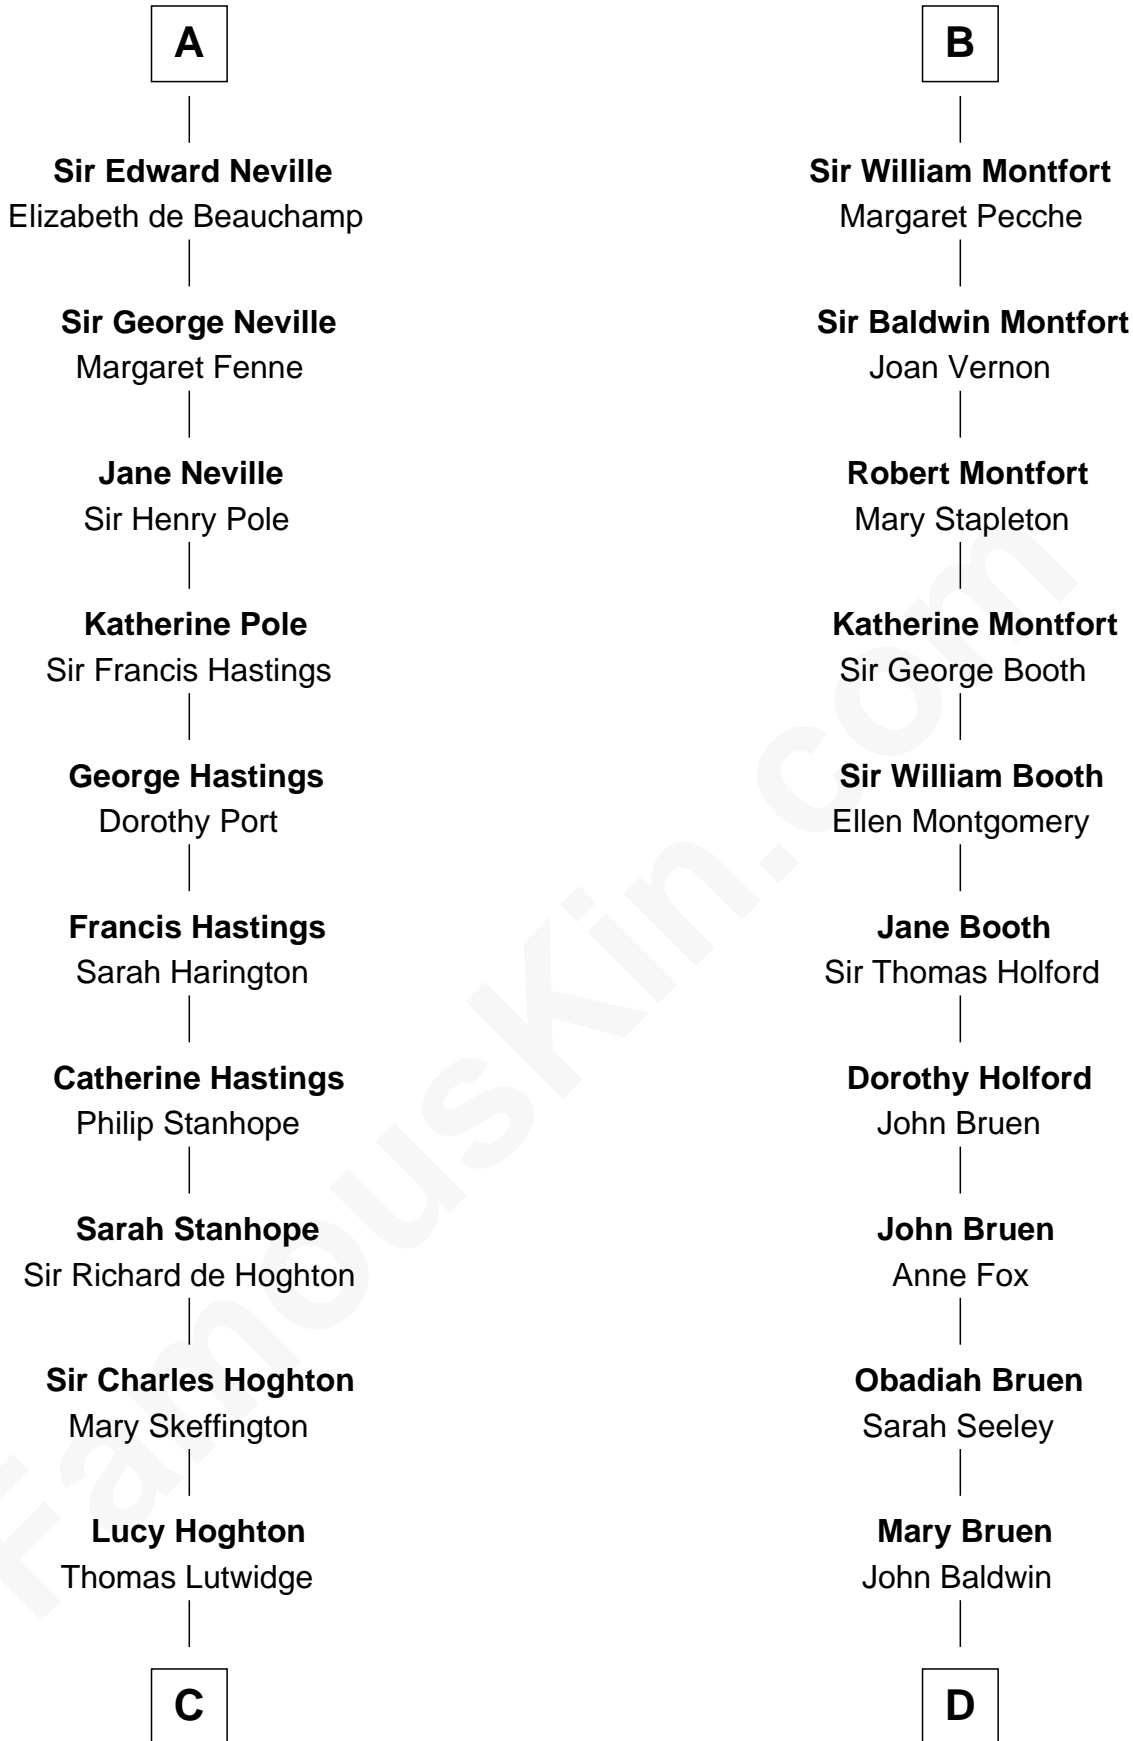 A
Sir Edward Neville
Elizabeth de Beauchamp
Sir George Neville
Margaret Fenne
Jane Neville
Sir Henry Pole
Katherine Pole
Sir Francis Hastings
George Hastings
Dorothy Port
Francis Hastings
Sarah Harington
Catherine Hastings
Philip Stanhope
Sarah Stanhope
Sir Richard de Hoghton
Sir Charles Hoghton
Mary Skeffington
Lucy Hoghton
Thomas Lutwidge
C
B
Sir William Montfort
Margaret Pecche
Sir Baldwin Montfort
Joan Vernon
Robert Montfort
Mary Stapleton
Katherine Montfort
Sir George Booth
Sir William Booth
Ellen Montgomery
Jane Booth
Sir Thomas Holford
Dorothy Holford
John Bruen
John Bruen
Anne Fox
Obadiah Bruen
Sarah Seeley
Mary Bruen
John Baldwin
D
FamousKin.com